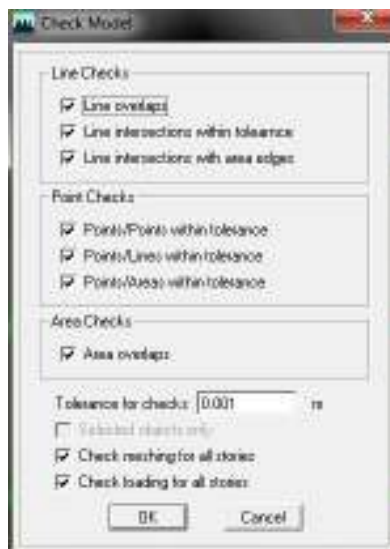 Check Model
Line Checks
Line overlaps
Line intersections within tolerance
Line intersections with area edges
Point Checks
Points/Points within tolerance
Points/Lines within tolerance
Points/Areas within tolerance
Area Checks
Area overlaps
Tolerance for checks 0.001 m
Selected objects only
Check meshing for all stories
Check loading for all stories
OK Cancel